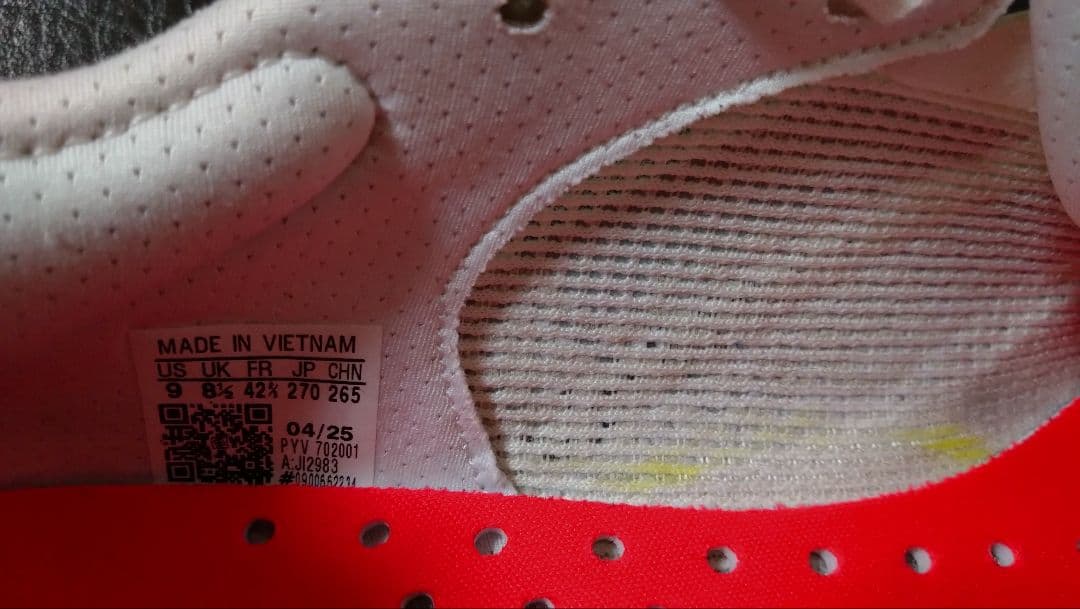 MADE IN VIETNAM
US UK FR JP CHN
9 8½ 42⅔ 270 265
04/25
PYV 702001
A:JI2983